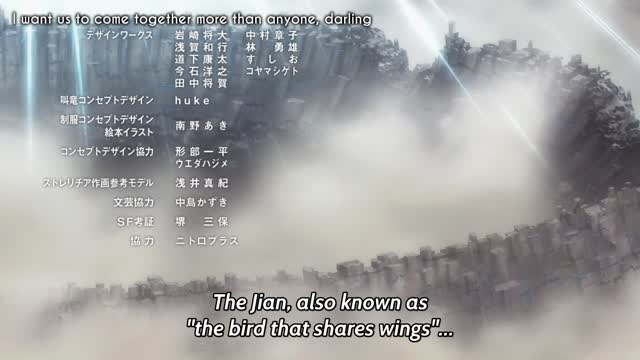 I want us to come together more than anyone, darling
デザインワークス 岩崎将大 中村章子
浅賀和行 林 勇雄
道下康太 すしお
今石洋之 コヤマシゲト
田中将賀
叫竜コンセプトデザイン huke
制服コンセプトデザイン
絵本イラスト 南野あき
コンセプトデザイン協力 形部一平
ウエダハジメ
ストレリチア作画参考モデル 浅井真紀
文芸協力 中島かずき
SF考証 堺 三保
協力 ニトロプラス
The Jian, also known as
"the bird that shares wings"...